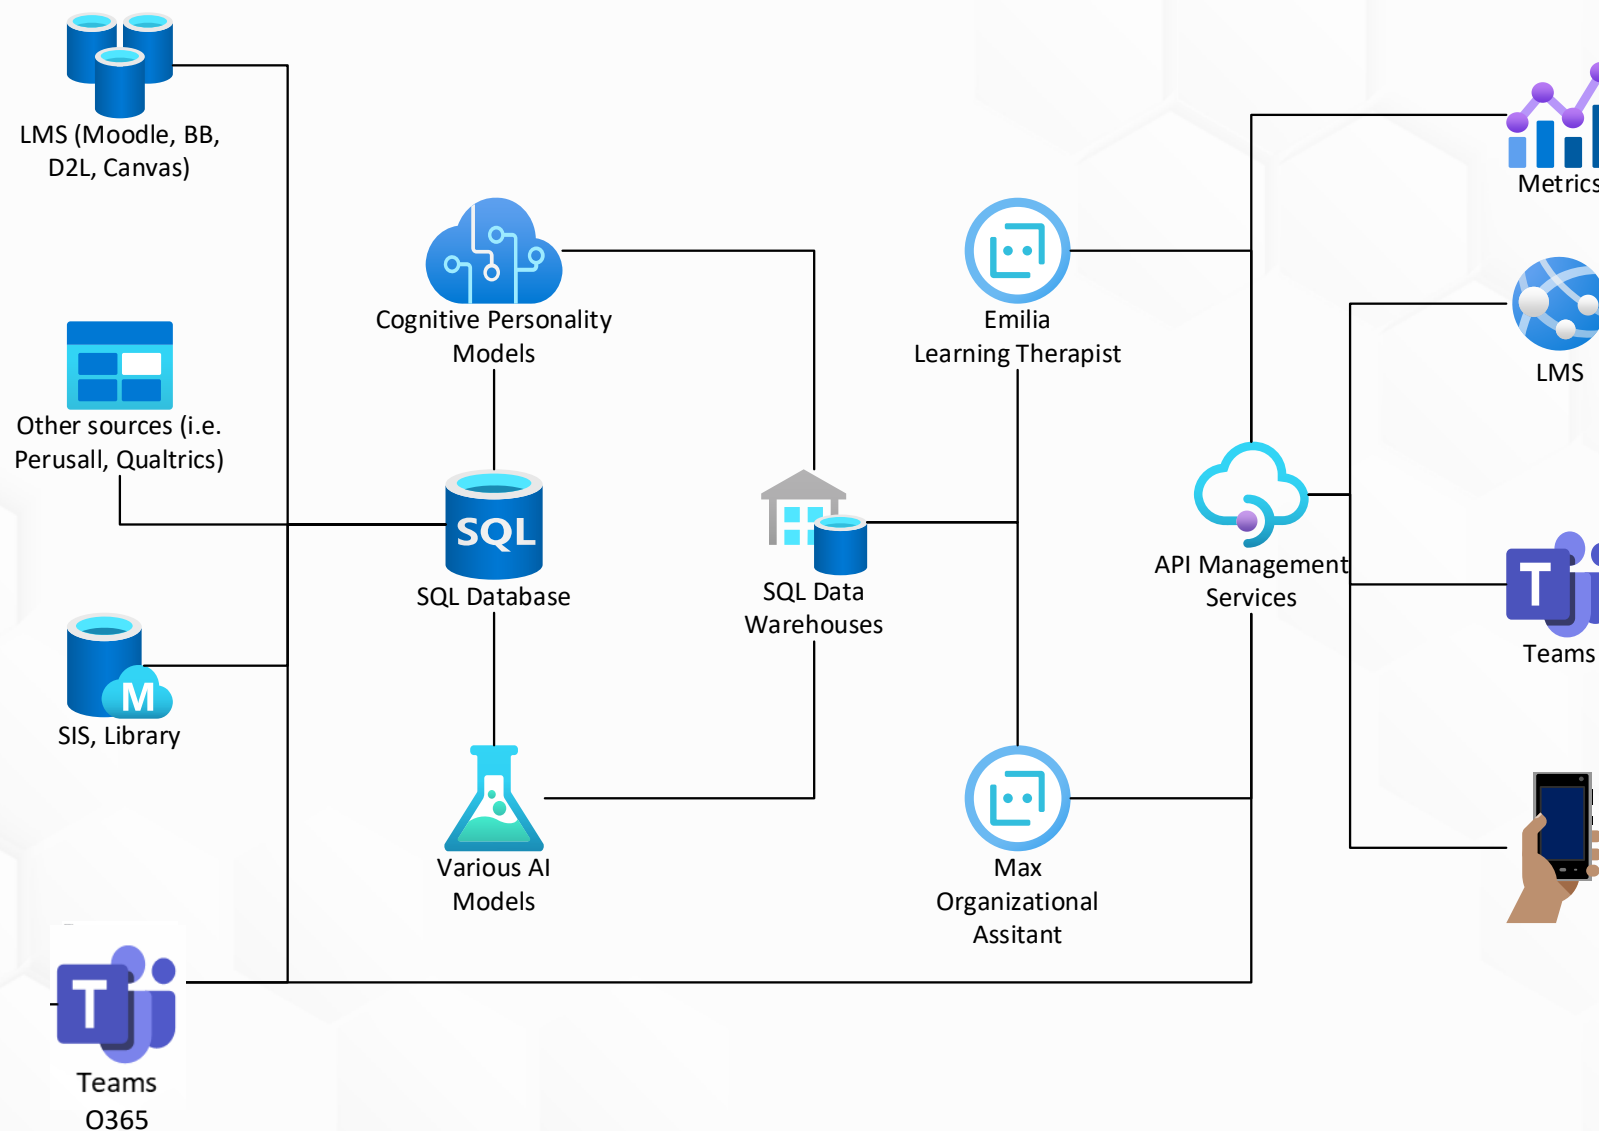 LMS (Moodle, BB,
D2L, Canvas)
Other sources (i.e.
Perusall, Qualtrics)
M
SIS, Library
T
Teams
O365
Cognitive Personality
Models
SQL
SQL Database
Various AI
Models
SQL Data
Warehouses
Emilia
Learning Therapist
Max
Organizational
Assitant
API Management
Services
Metrics
LMS
T
Teams